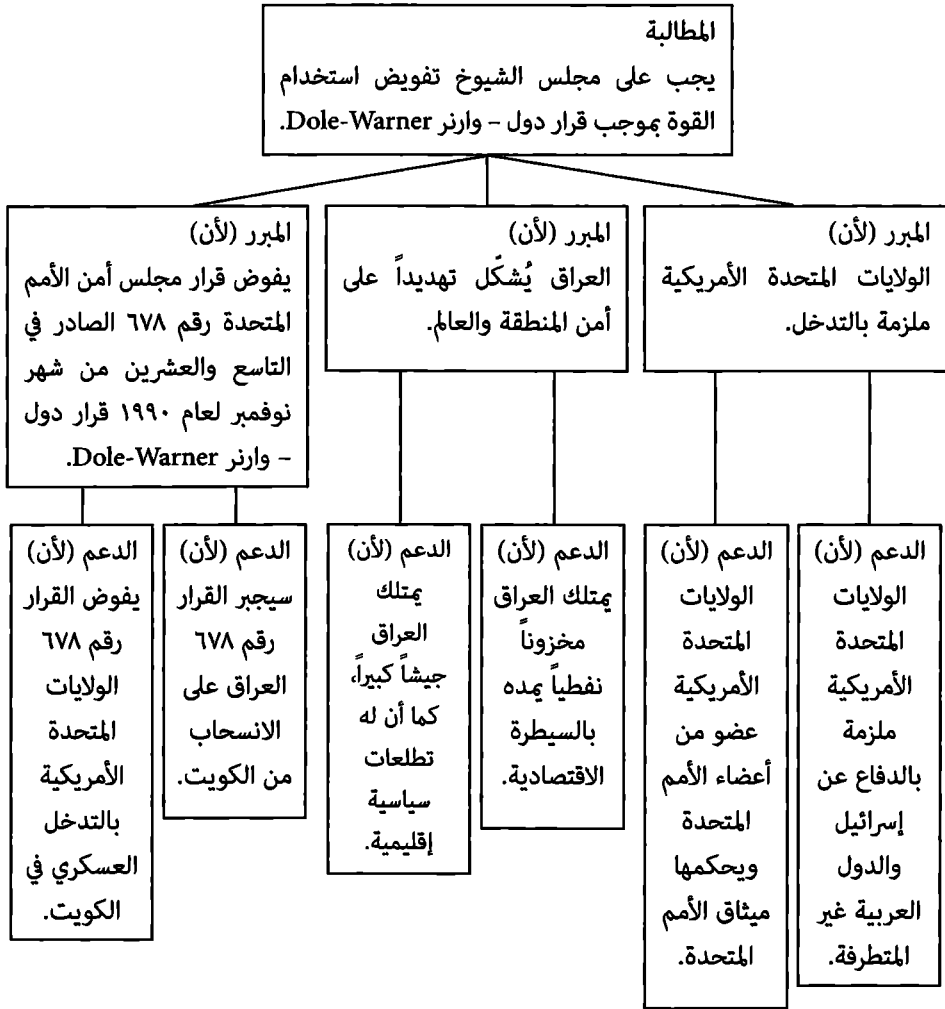 المطالبة
يجب على مجلس الشيوخ تفويض استخدام
القوة بموجب قرار دول – وارنر Dole-Warner.
المبرر (لأن)
الولايات المتحدة الأمريكية
ملزمة بالتدخل.
المبرر (لأن)
العراق يُشكّل تهديداً على
أمن المنطقة والعالم.
المبرر (لأن)
يفوض قرار مجلس أمن الأمم
المتحدة رقم ٦٧٨ الصادر في
التاسع والعشرين من شهر
نوفمبر لعام ١٩٩٠ قرار دول
– وارنر Dole-Warner.
الدعم (لأن)
الولايات
المتحدة
الأمريكية
ملزمة
بالدفاع عن
إسرائيل
والدول
العربية غير
المتطرفة.
الدعم (لأن)
الولايات
المتحدة
الأمريكية
عضو من
أعضاء الأمم
المتحدة
ويحكمها
ميثاق الأمم
المتحدة.
الدعم (لأن)
يمتلك العراق
مخزوناً
نفطياً يمده
بالسيطرة
الاقتصادية.
الدعم (لأن)
يمتلك
العراق
جيشاً كبيراً،
كما أن له
تطلعات
سياسية
إقليمية.
الدعم (لأن)
سيجبر القرار
رقم ٦٧٨
العراق على
الانسحاب
من الكويت.
الدعم (لأن)
يفوض القرار
رقم ٦٧٨
الولايات
المتحدة
الأمريكية
بالتدخل
العسكري في
الكويت.